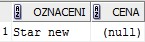 OZNACENI CENA
1 Star new (null)